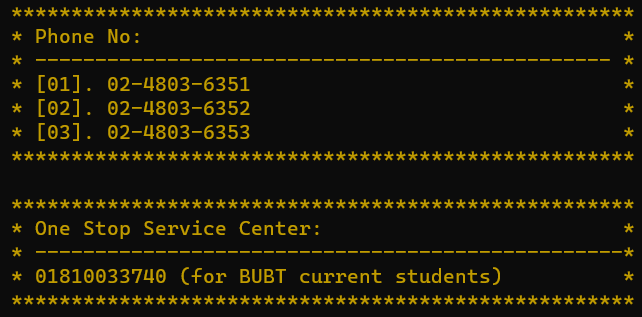 ****************************************************
* Phone No:                                        *
* ------------------------------------------------ *
* [01]. 02-4803-6351                               *
* [02]. 02-4803-6352                               *
* [03]. 02-4803-6353                               *
****************************************************
****************************************************
* One Stop Service Center:                         *
* -------------------------------------------------*
* 01810033740 (for BUBT current students)          *
****************************************************